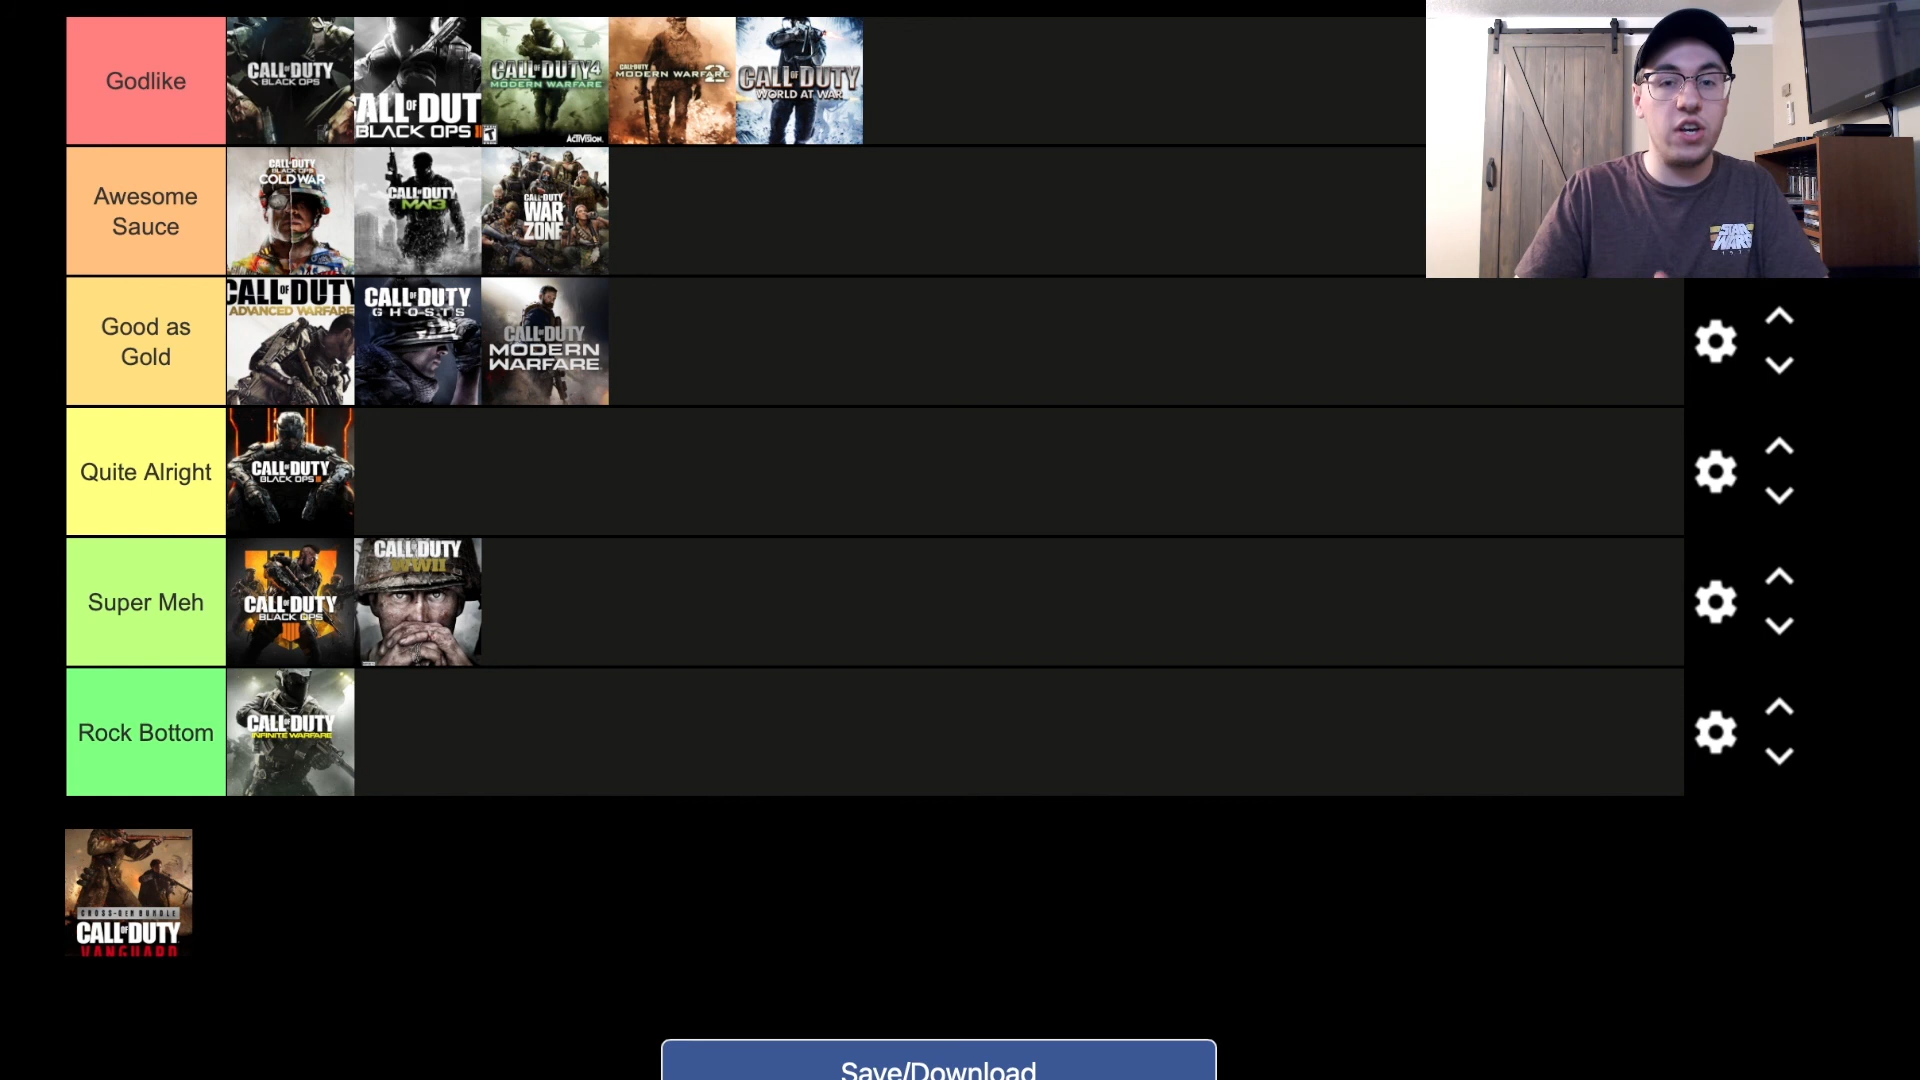 Godlike
CALL OF DUTY
BLACK OPS
ALL OF DUT
BLACK OPS II
CALL OF DUTY 4
MODERN WARFARE
ACTIVISION
CALL OF DUTY
MODERN WARFARE 2
CALL OF DUTY
WORLD AT WAR
Awesome
Sauce
CALL OF DUTY
BLACK OPS
COLD WAR
CALL OF DUTY
MW3
CALL OF DUTY
WAR
ZONE
STAR
WARS
Good as
Gold
CALL OF DUTY
ADVANCED WARFARE
CALL OF DUTY
GHOSTS
CALL OF DUTY
MODERN
WARFARE
Quite Alright
CALL OF DUTY
BLACK OPS III
Super Meh
CALL OF DUTY
BLACK OPS
IIII
CALL OF DUTY
WWII
Rock Bottom
CALL OF DUTY
INFINITE WARFARE
CROSS-GEN BUNDLE
CALL OF DUTY
VANGUARD
Save/Download